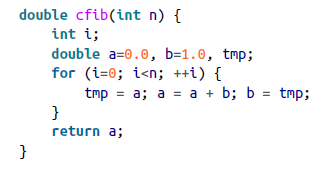 double cfib(int n) {
    int i;
    double a=0.0, b=1.0, tmp;
    for (i=0; i<n; ++i) {
        tmp = a; a = a + b; b = tmp;
    }
    return a;
}